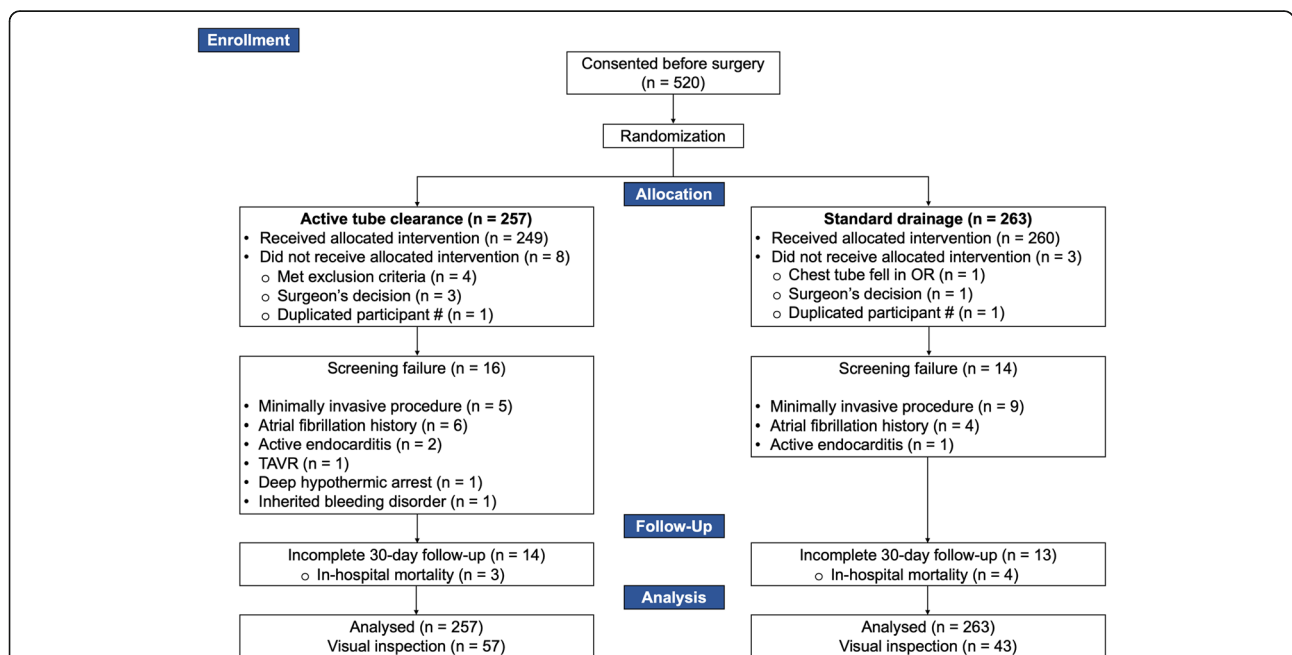 Enrollment
Consented before surgery
(n = 520)
Randomization
Allocation
Active tube clearance (n = 257)
• Received allocated intervention (n = 249)
• Did not receive allocated intervention (n = 8)
○ Met exclusion criteria (n = 4)
○ Surgeon's decision (n = 3)
○ Duplicated participant # (n = 1)
Standard drainage (n = 263)
• Received allocated intervention (n = 260)
• Did not receive allocated intervention (n = 3)
○ Chest tube fell in OR (n = 1)
○ Surgeon's decision (n = 1)
○ Duplicated participant # (n = 1)
Screening failure (n = 16)
• Minimally invasive procedure (n = 5)
• Atrial fibrillation history (n = 6)
• Active endocarditis (n = 2)
• TAVR (n = 1)
• Deep hypothermic arrest (n = 1)
• Inherited bleeding disorder (n = 1)
Screening failure (n = 14)
• Minimally invasive procedure (n = 9)
• Atrial fibrillation history (n = 4)
• Active endocarditis (n = 1)
Follow-Up
Incomplete 30-day follow-up (n = 14)
○ In-hospital mortality (n = 3)
Incomplete 30-day follow-up (n = 13)
○ In-hospital mortality (n = 4)
Analysis
Analysed (n = 257)
Visual inspection (n = 57)
Analysed (n = 263)
Visual inspection (n = 43)